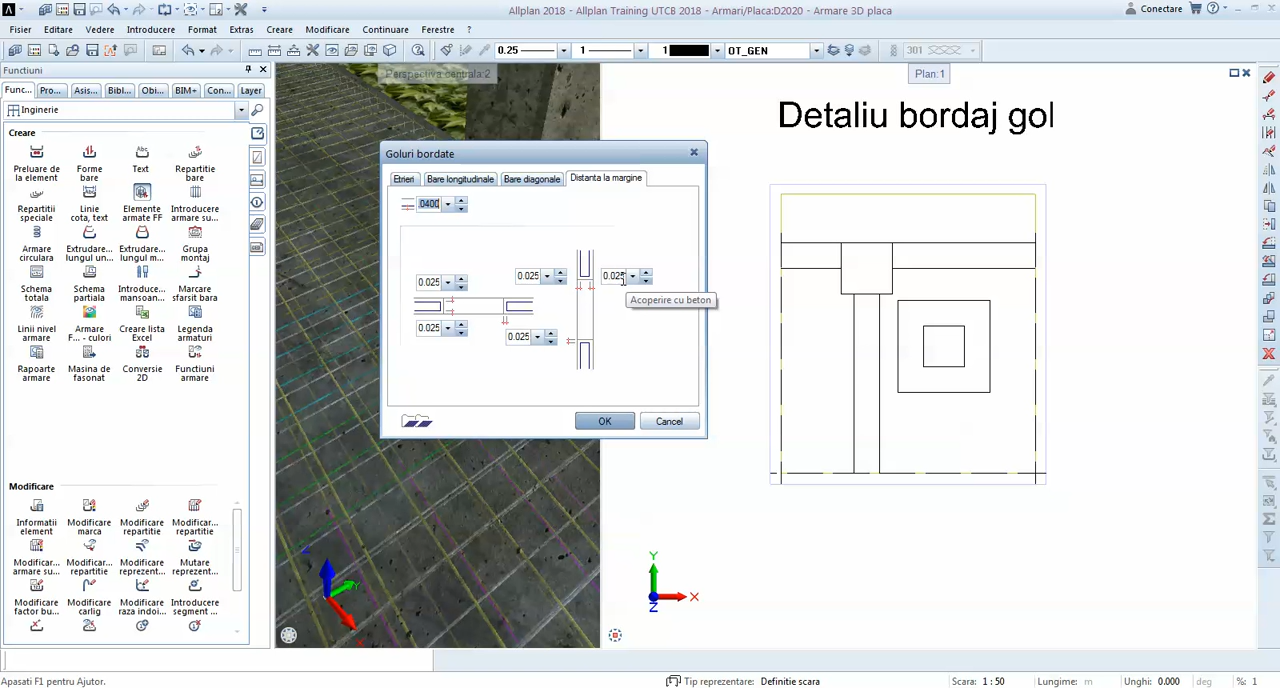 Allplan 2018 - Allplan Training UTCB 2018 - Armari/Placa:D2020 - Armare 3D placa
Conectare
Fisier Editare Vedere Introducere Format Extras Creare Modificare Continuare Ferestre ?
0.25 1 1 OT_GEN 301
Functiuni
Perspectiva centrala:2
Plan:1
Func... Pro... Asis... Bibl... Obi... BIM+ Con... Layer
Inginerie
Creare
Preluare de la element
Forme bare
Text
Repartitie bare
Repartitii speciale
Linie cota, text
Elemente armate FF
Introducere armare su...
Armare circulara
Extrudare... lungul un...
Extrudare... lungul m...
Grupa montaj
Schema totala
Schema partiala
Introducere mansoan...
Marcare sfarsit bara
Linii nivel armare
Armare F... - culori
Creare lista Excel
Legenda armaturi
Rapoarte armare
Masina de fasonat
Conversie 2D
Functiuni armare
Modificare
Informatii element
Modificare marca
Modificare repartitie
Modificar... repartitie
Modificar... armare su...
Modificar... repartitie
Modificare reprezent...
Mutare reprezent...
Modificare factor bu...
Modificare carlig
Modificare raza indoi...
Introducere segment ...
Goluri bordate
Etrieri Bare longitudinale Bare diagonale Distanta la margine
.0400
0.025 0.025
0.025
0.025
0.025
Acoperire cu beton
OK Cancel
Detaliu bordaj gol
Z Y X
Y X Z
Apasati F1 pentru Ajutor.
Tip reprezentare: Definitie scara Scara: 1 : 50 Lungime: m Unghi: 0.000 deg %: 1